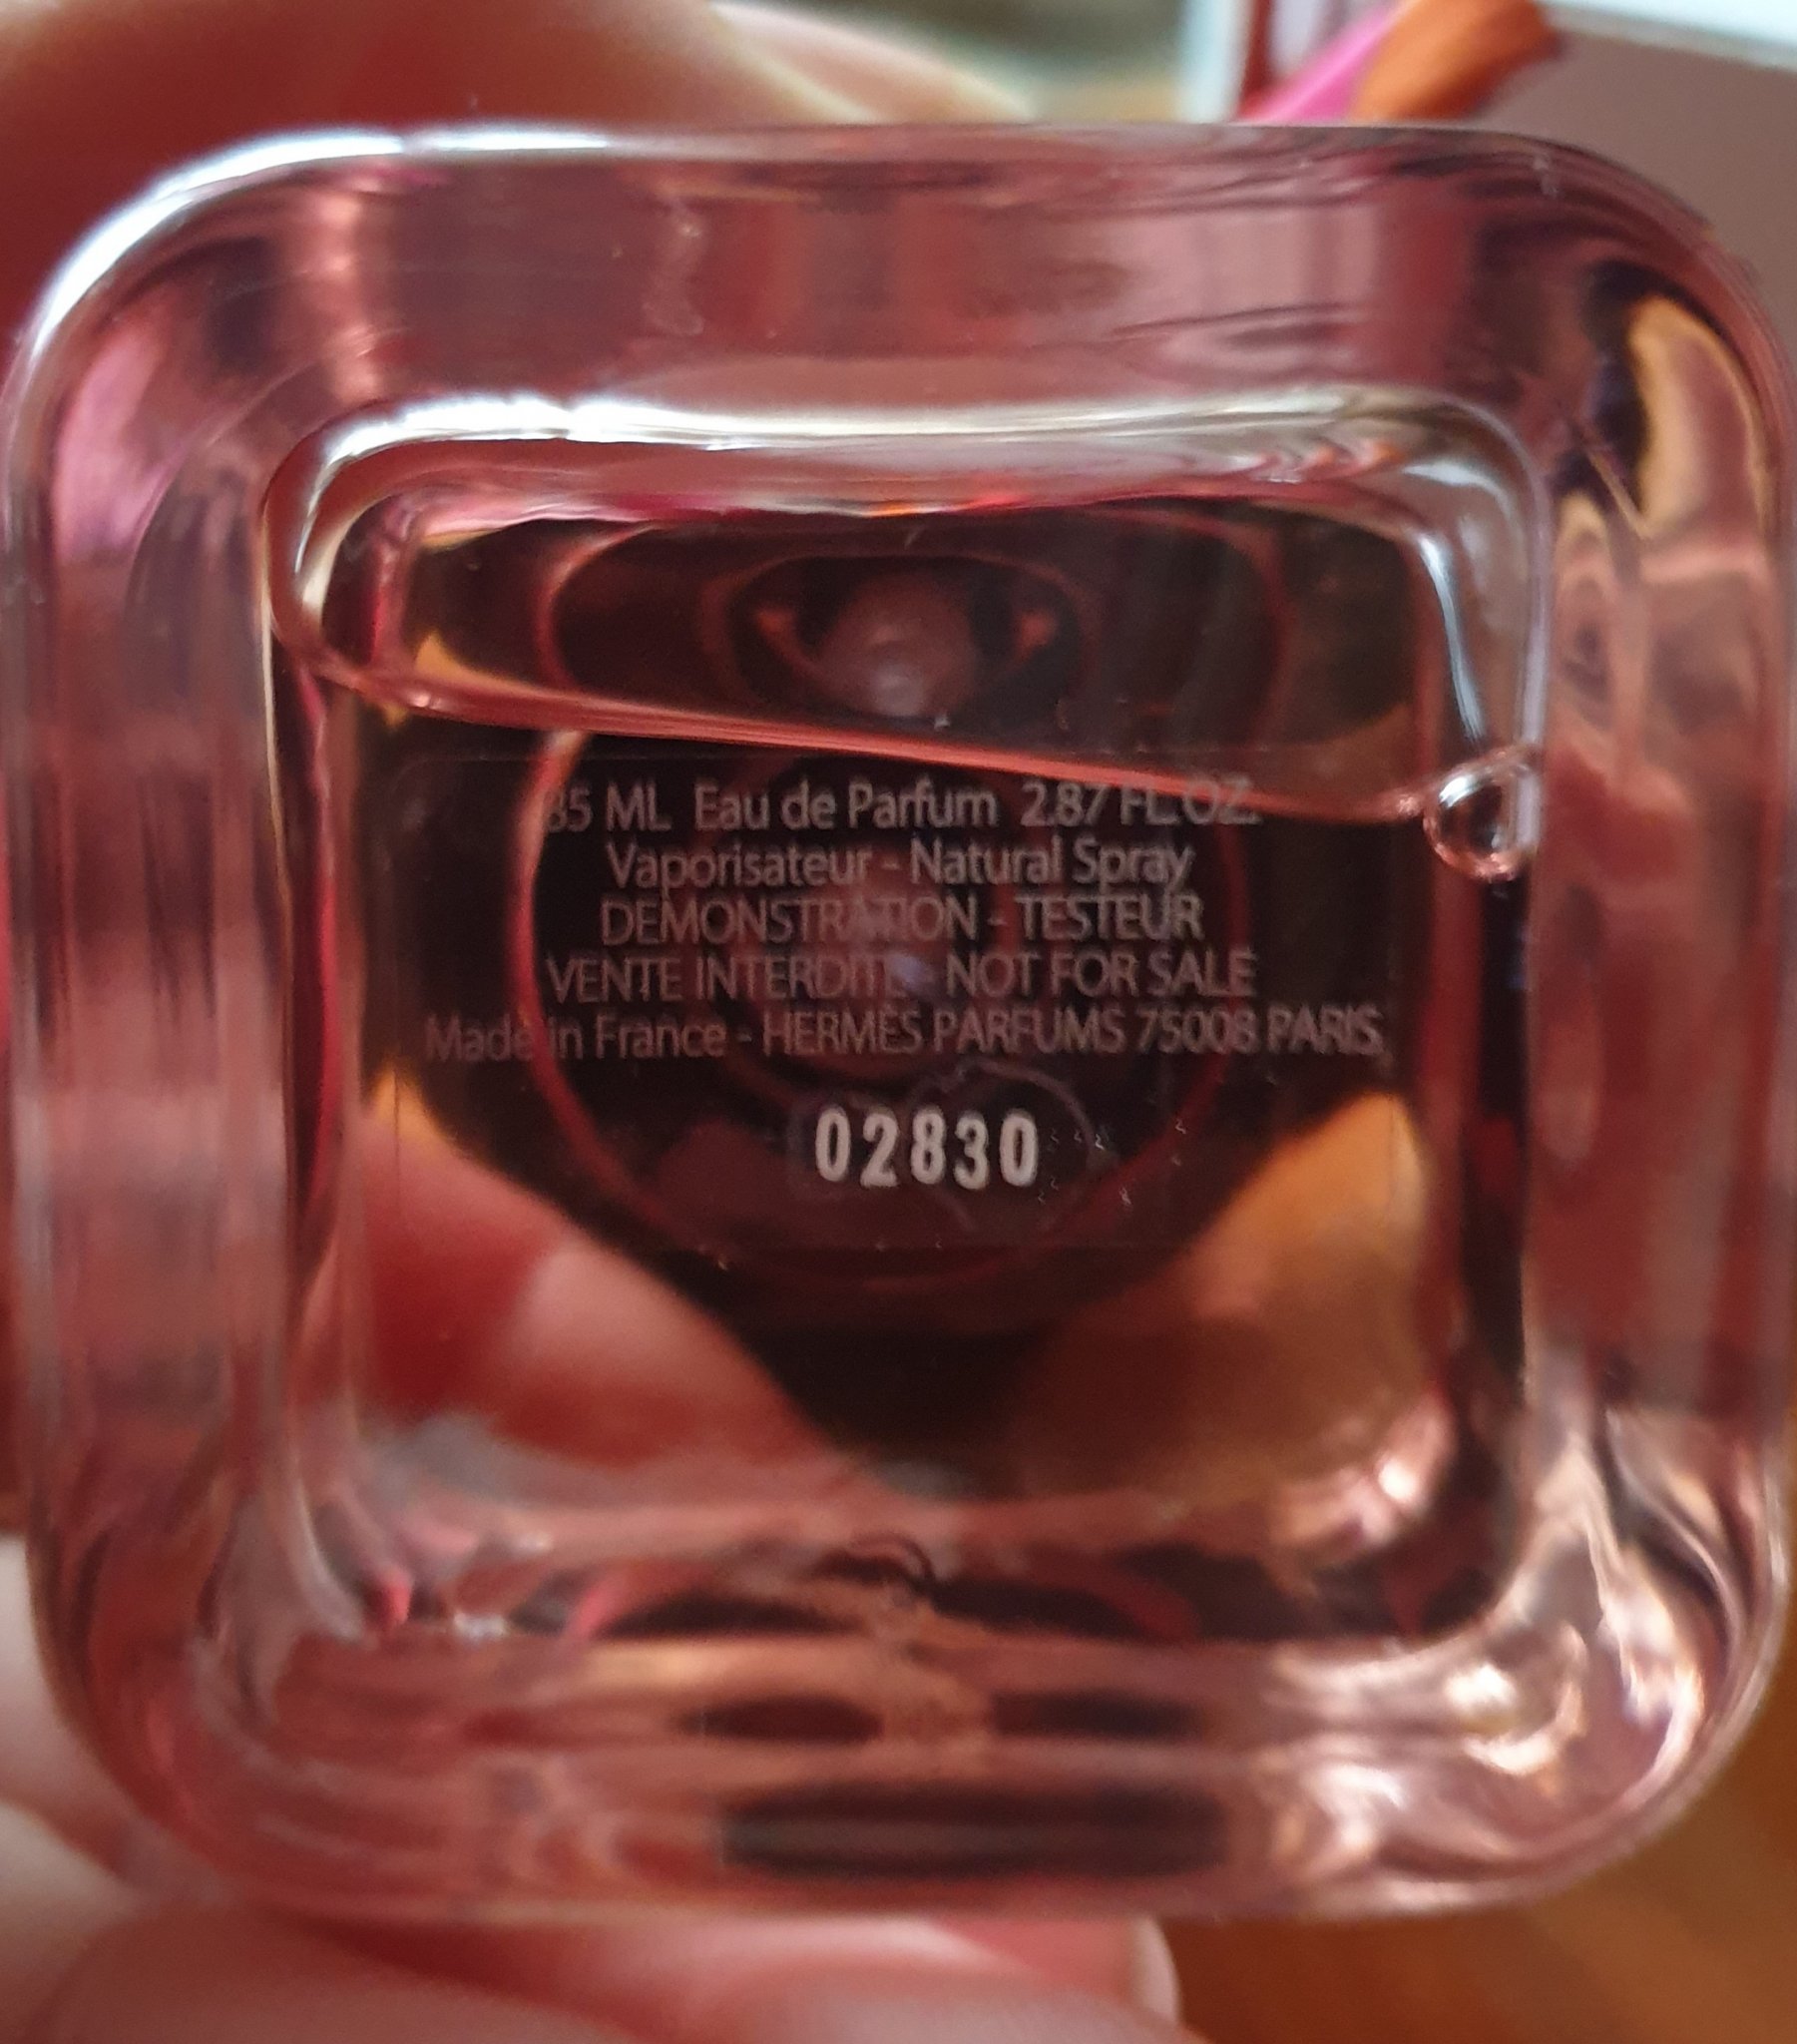 85 ML Eau de Parfum 2.87 FL.OZ.
Vaporisateur - Natural Spray
DEMONSTRATION - TESTEUR
VENTE INTERDITE - NOT FOR SALE
Made in France - HERMÈS PARFUMS 75008 PARIS
02830